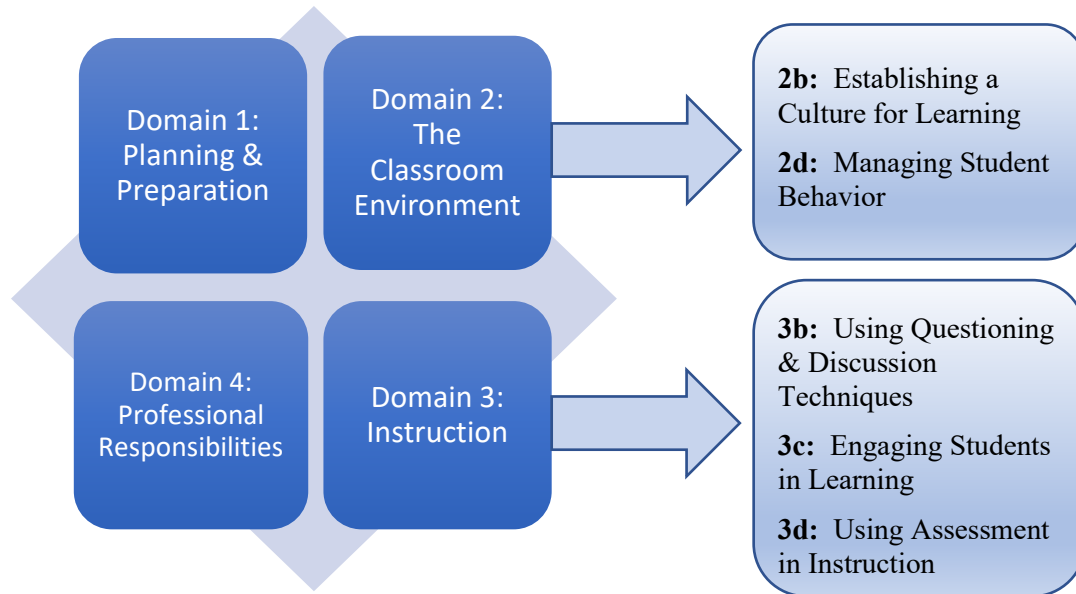 Domain 1:
Planning &
Preparation
Domain 2:
The
Classroom
Environment
2b: Establishing a
Culture for Learning
2d: Managing Student
Behavior
Domain 4:
Professional
Responsibilities
Domain 3:
Instruction
3b: Using Questioning
& Discussion
Techniques
3c: Engaging Students
in Learning
3d: Using Assessment
in Instruction